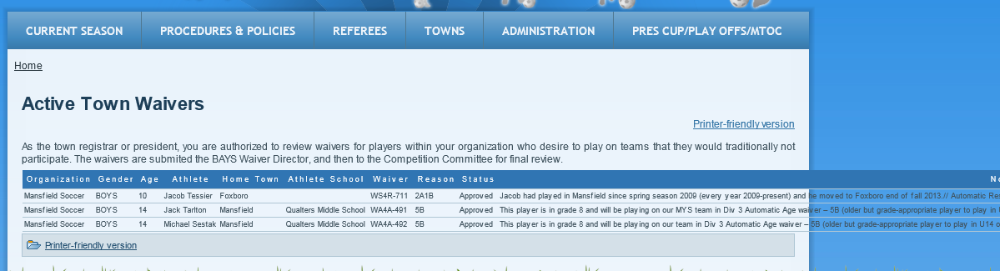 CURRENT SEASON PROCEDURES & POLICIES REFEREES TOWNS ADMINISTRATION PRES CUP/PLAY OFFS/MTOC
Home
Active Town Waivers
Printer-friendly version
As the town registrar or president, you are authorized to review waivers for players within your organization who desire to play on teams that they would traditionally not
participate. The waivers are submited the BAYS Waiver Director, and then to the Competition Committee for final review.
Organization Gender Age Athlete Home Town Athlete School Waiver Reason Status
Mansfield Soccer BOYS 10 Jacob Tessier Foxboro WS4R-711 2A1B Approved Jacob had played in Mansfield since spring season 2009 (every year 2009-present) and he moved to Foxboro end of fall 2013.// Automatic
Mansfield Soccer BOYS 14 Jack Tarlton Mansfield Qualters Middle School WA4A-491 5B Approved This player is in grade 8 and will be playing on our MYS team in Div 3 Automatic Age waiver – 5B (older but grade-appropriate player to play in
Mansfield Soccer BOYS 14 Michael Sestak Mansfield Qualters Middle School WA4A-492 5B Approved This player is in grade 8 and will be playing on our team in Div 3 Automatic Age waiver – 5B (older but grade-appropriate player to play in U14
Printer-friendly version